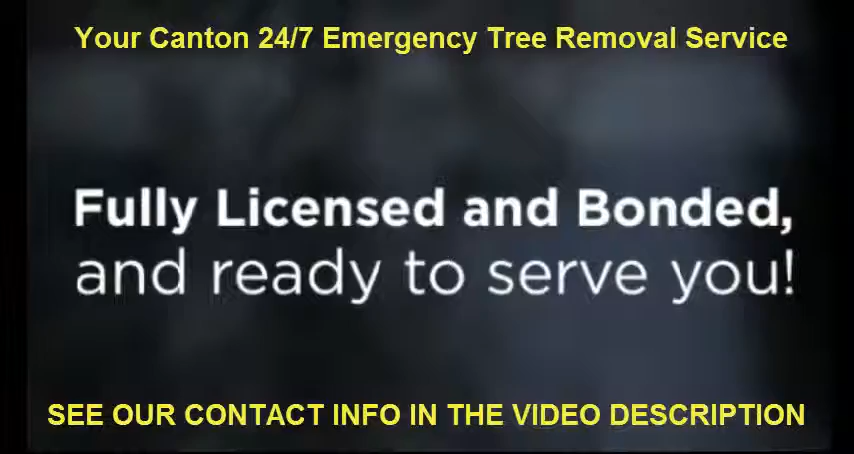 Your Canton 24/7 Emergency Tree Removal Service
Fully Licensed and Bonded,
and ready to serve you!
SEE OUR CONTACT INFO IN THE VIDEO DESCRIPTION